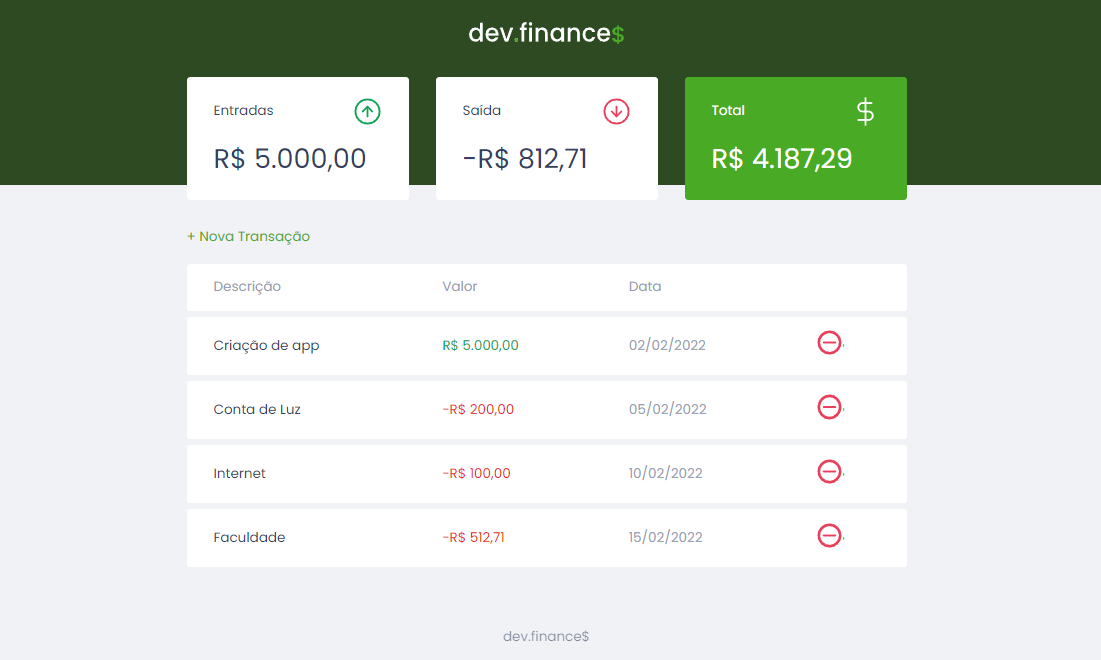 dev.finance$
Entradas
R$ 5.000,00
Saída
-R$ 812,71
Total
$
R$ 4.187,29
+ Nova Transação
Descrição Valor Data
Criação de app R$ 5.000,00 02/02/2022
Conta de Luz -R$ 200,00 05/02/2022
Internet -R$ 100,00 10/02/2022
Faculdade -R$ 512,71 15/02/2022
dev.finance$